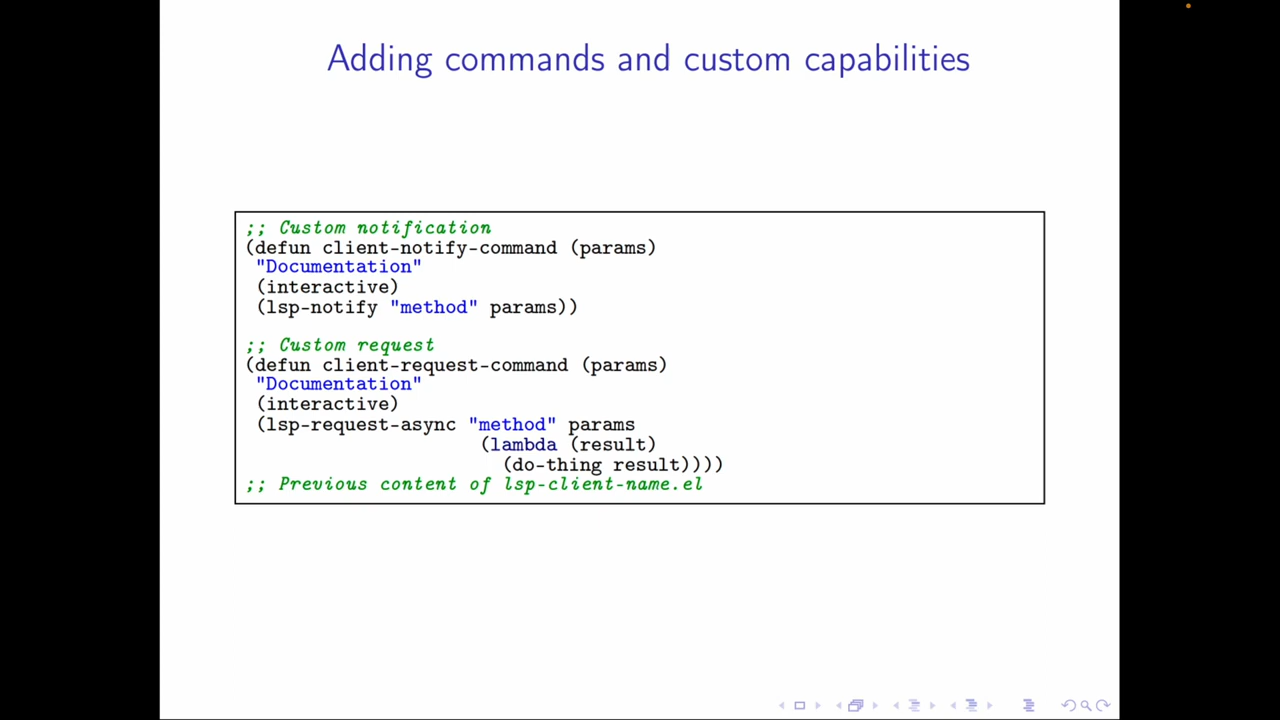 Adding commands and custom capabilities
;; Custom notification
(defun client-notify-command (params)
"Documentation"
(interactive)
(lsp-notify "method" params))
;; Custom request
(defun client-request-command (params)
"Documentation"
(interactive)
(lsp-request-async "method" params
(lambda (result)
(do-thing result))))
;; Previous content of lsp-client-name.el